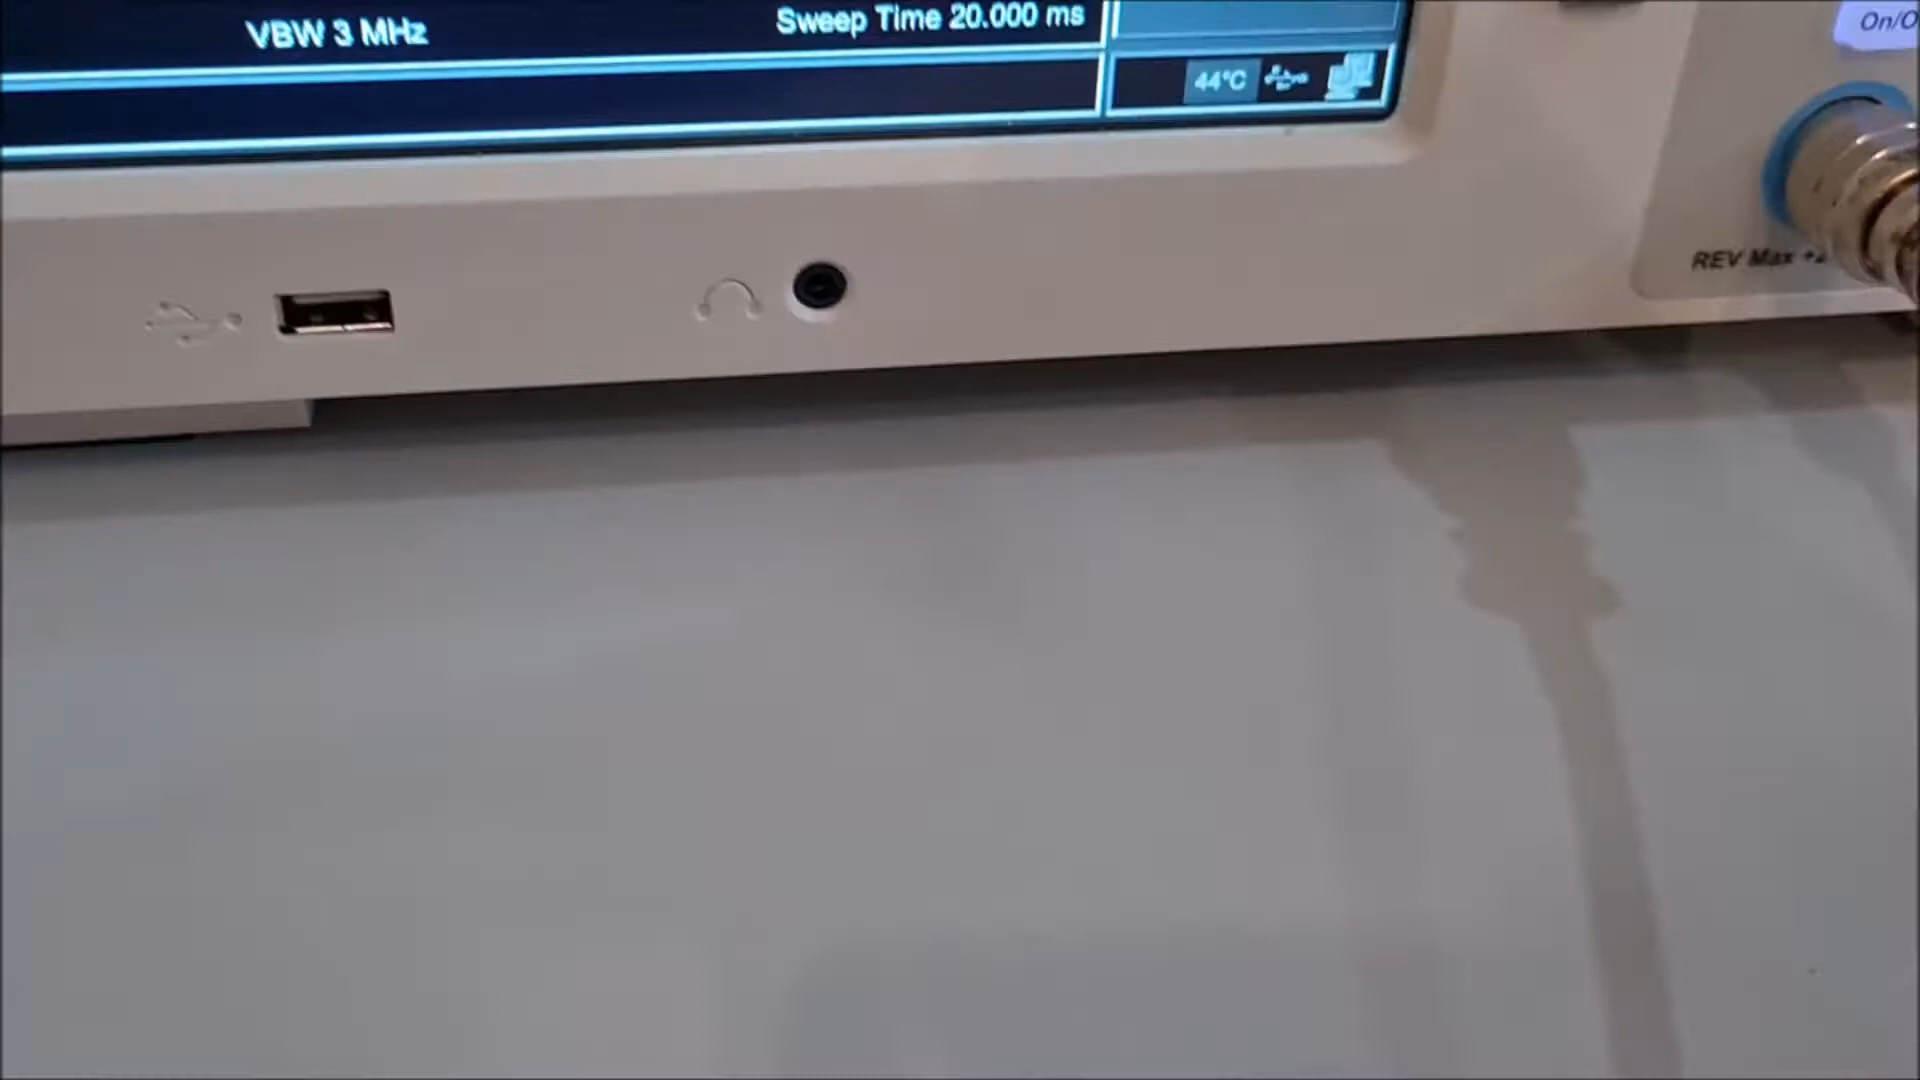 VBW 3 MHz
Sweep Time 20.000 ms
44°C
On/O
REV Max